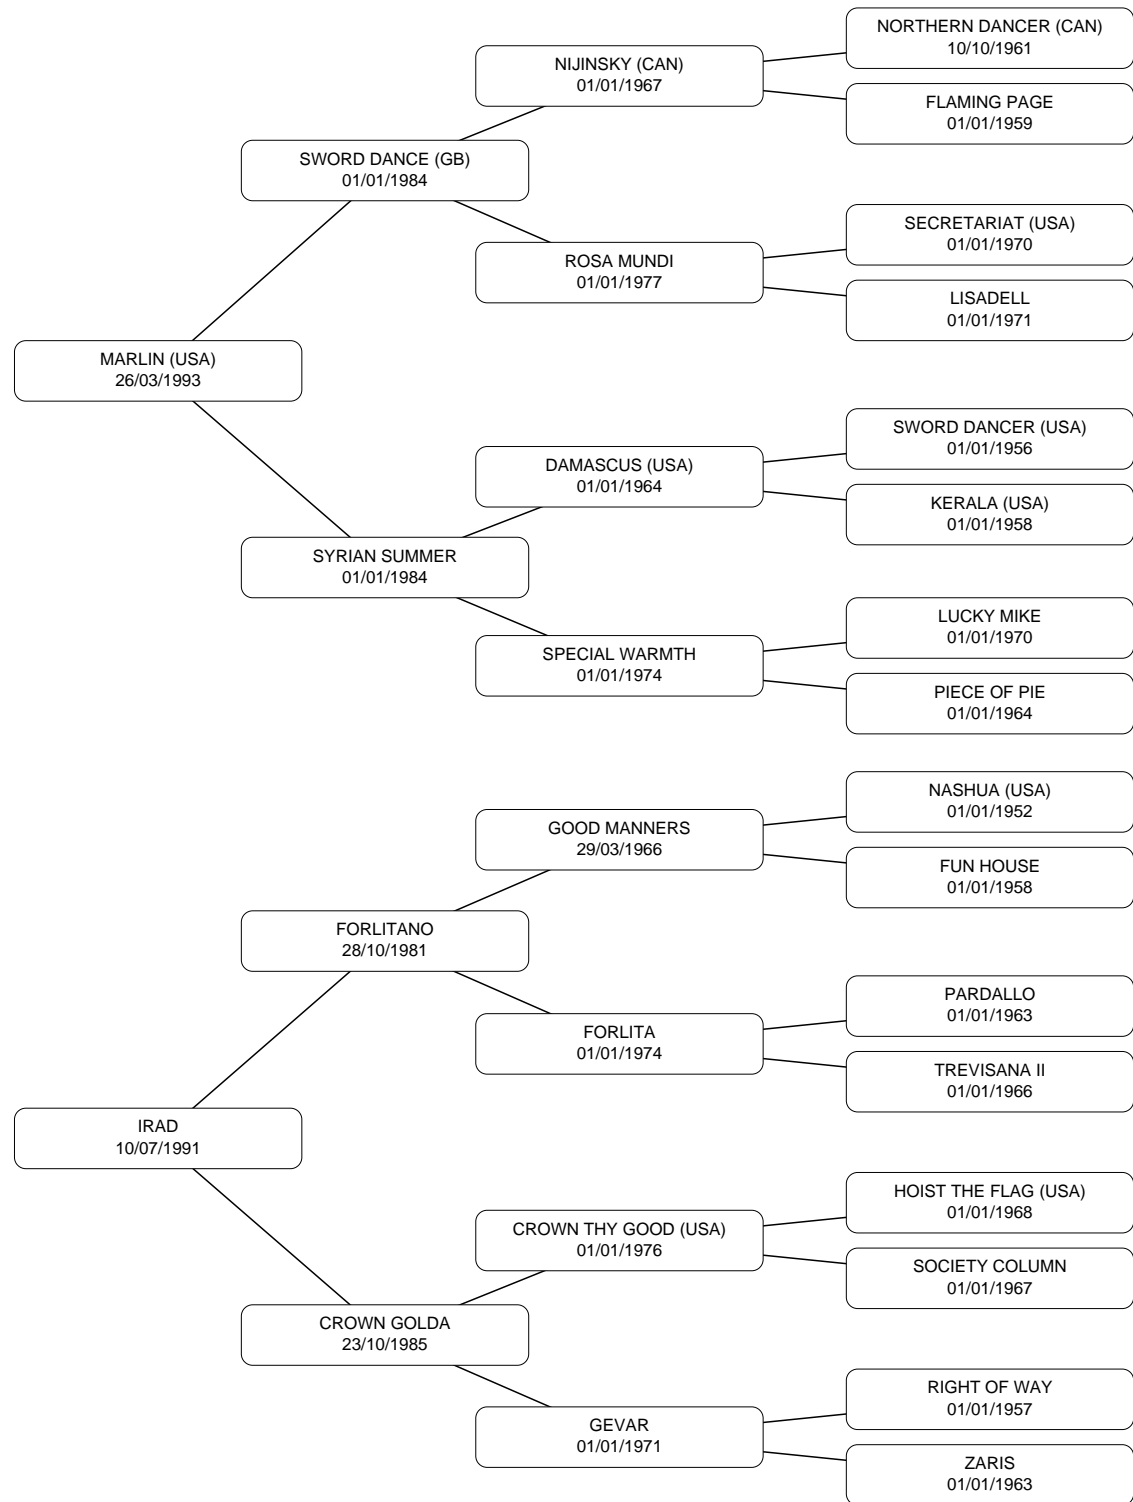 NORTHERN DANCER (CAN)
10/10/1961
NIJINSKY (CAN)
01/01/1967
FLAMING PAGE
01/01/1959
SWORD DANCE (GB)
01/01/1984
SECRETARIAT (USA)
01/01/1970
ROSA MUNDI
01/01/1977
LISADELL
01/01/1971
MARLIN (USA)
26/03/1993
SWORD DANCER (USA)
01/01/1956
DAMASCUS (USA)
01/01/1964
KERALA (USA)
01/01/1958
SYRIAN SUMMER
01/01/1984
LUCKY MIKE
01/01/1970
SPECIAL WARMTH
01/01/1974
PIECE OF PIE
01/01/1964
NASHUA (USA)
01/01/1952
GOOD MANNERS
29/03/1966
FUN HOUSE
01/01/1958
FORLITANO
28/10/1981
PARDALLO
01/01/1963
FORLITA
01/01/1974
TREVISANA II
01/01/1966
IRAD
10/07/1991
HOIST THE FLAG (USA)
01/01/1968
CROWN THY GOOD (USA)
01/01/1976
SOCIETY COLUMN
01/01/1967
CROWN GOLDA
23/10/1985
RIGHT OF WAY
01/01/1957
GEVAR
01/01/1971
ZARIS
01/01/1963